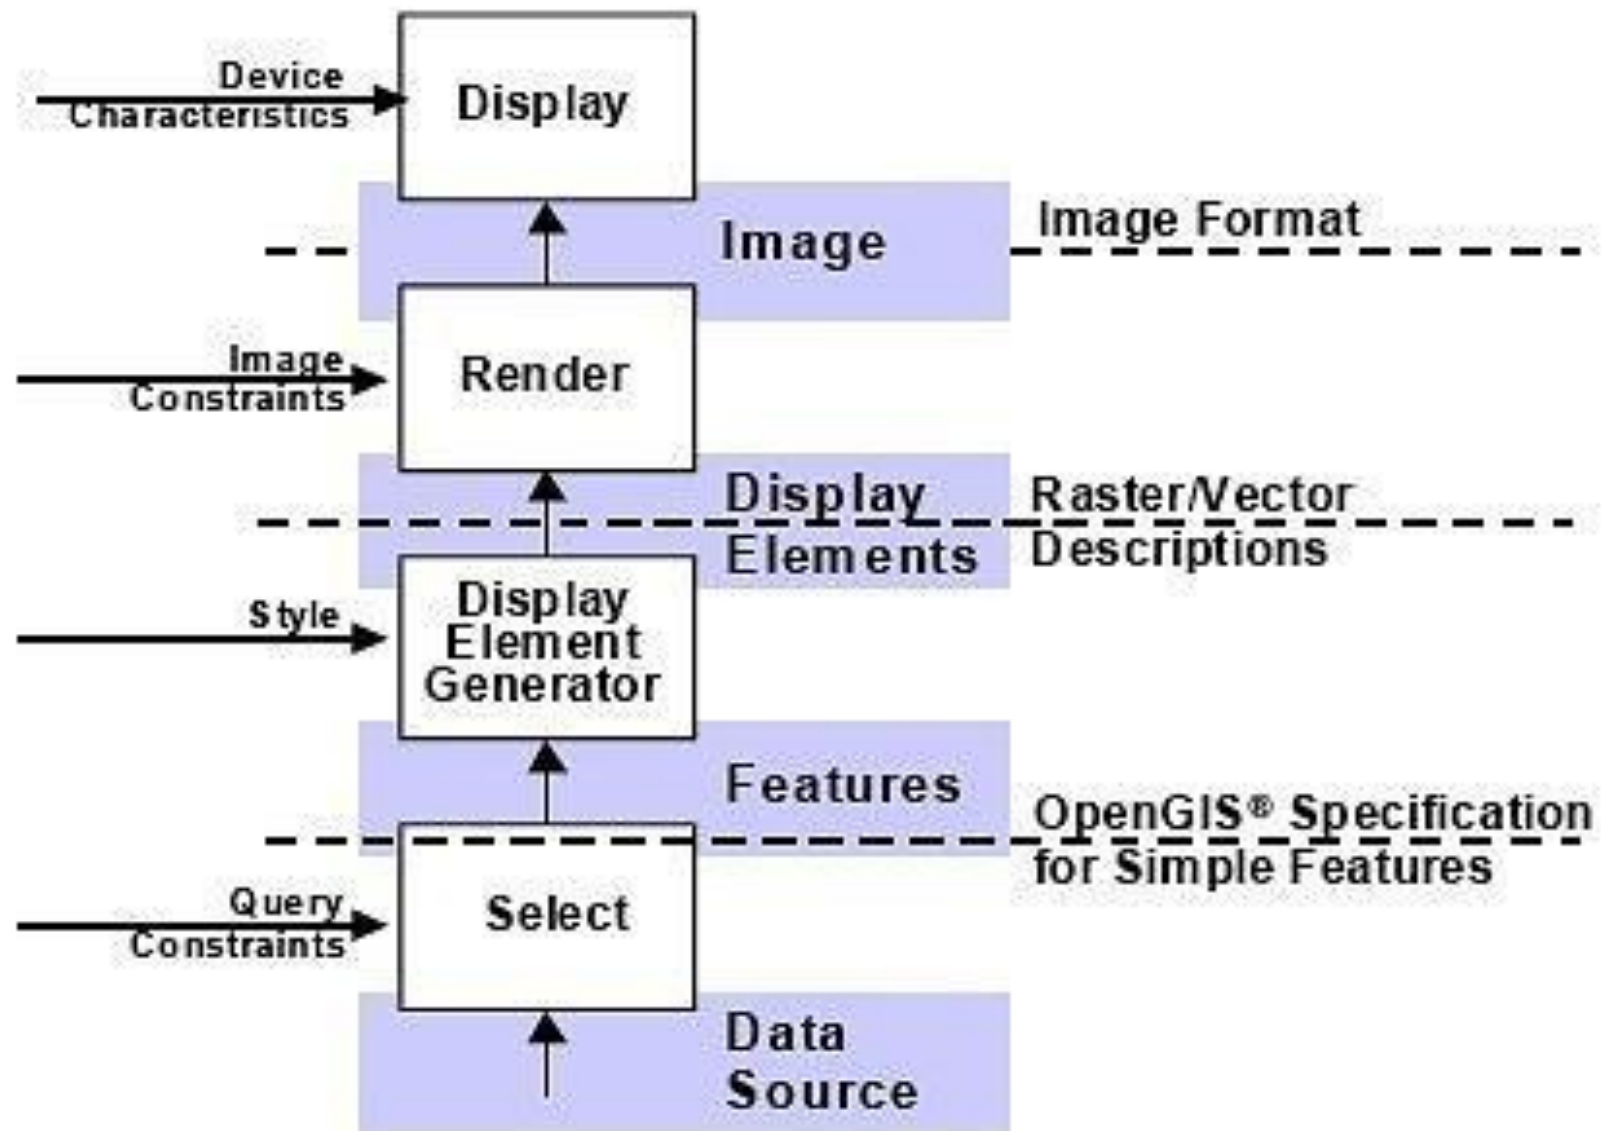 Device
Characteristics
Display
Image
Image Format
Image
Constraints
Render
Display
Elements
Raster/Vector
Descriptions
Style
Display
Element
Generator
Features
OpenGIS® Specification
for Simple Features
Query
Constraints
Select
Data
Source